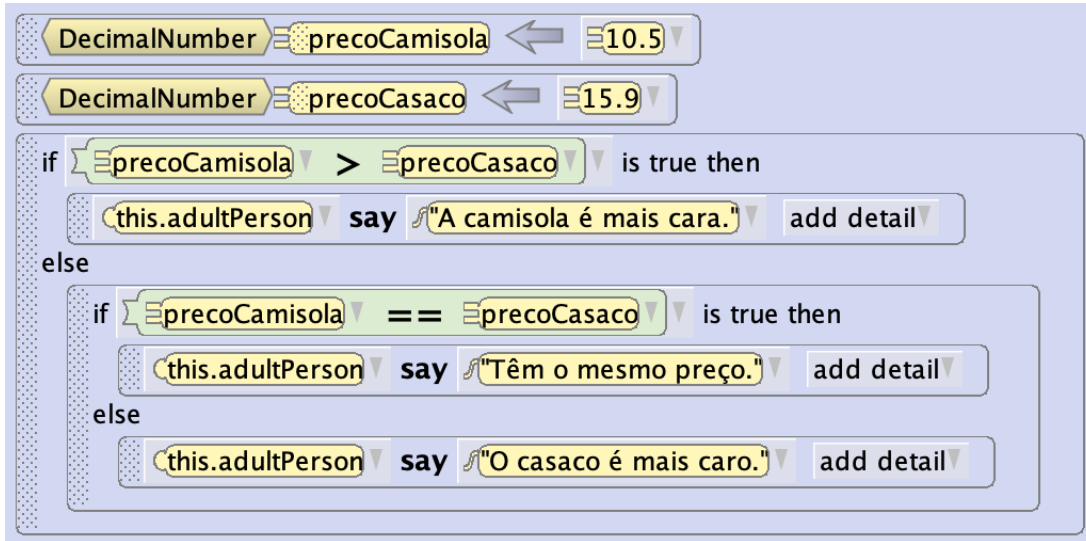 DecimalNumber precoCamisola 10.5
DecimalNumber precoCasaco 15.9
if precoCamisola > precoCasaco is true then
this.adultPerson say "A camisola é mais cara." add detail
else
if precoCamisola == precoCasaco is true then
this.adultPerson say "Têm o mesmo preço." add detail
else
this.adultPerson say "O casaco é mais caro." add detail